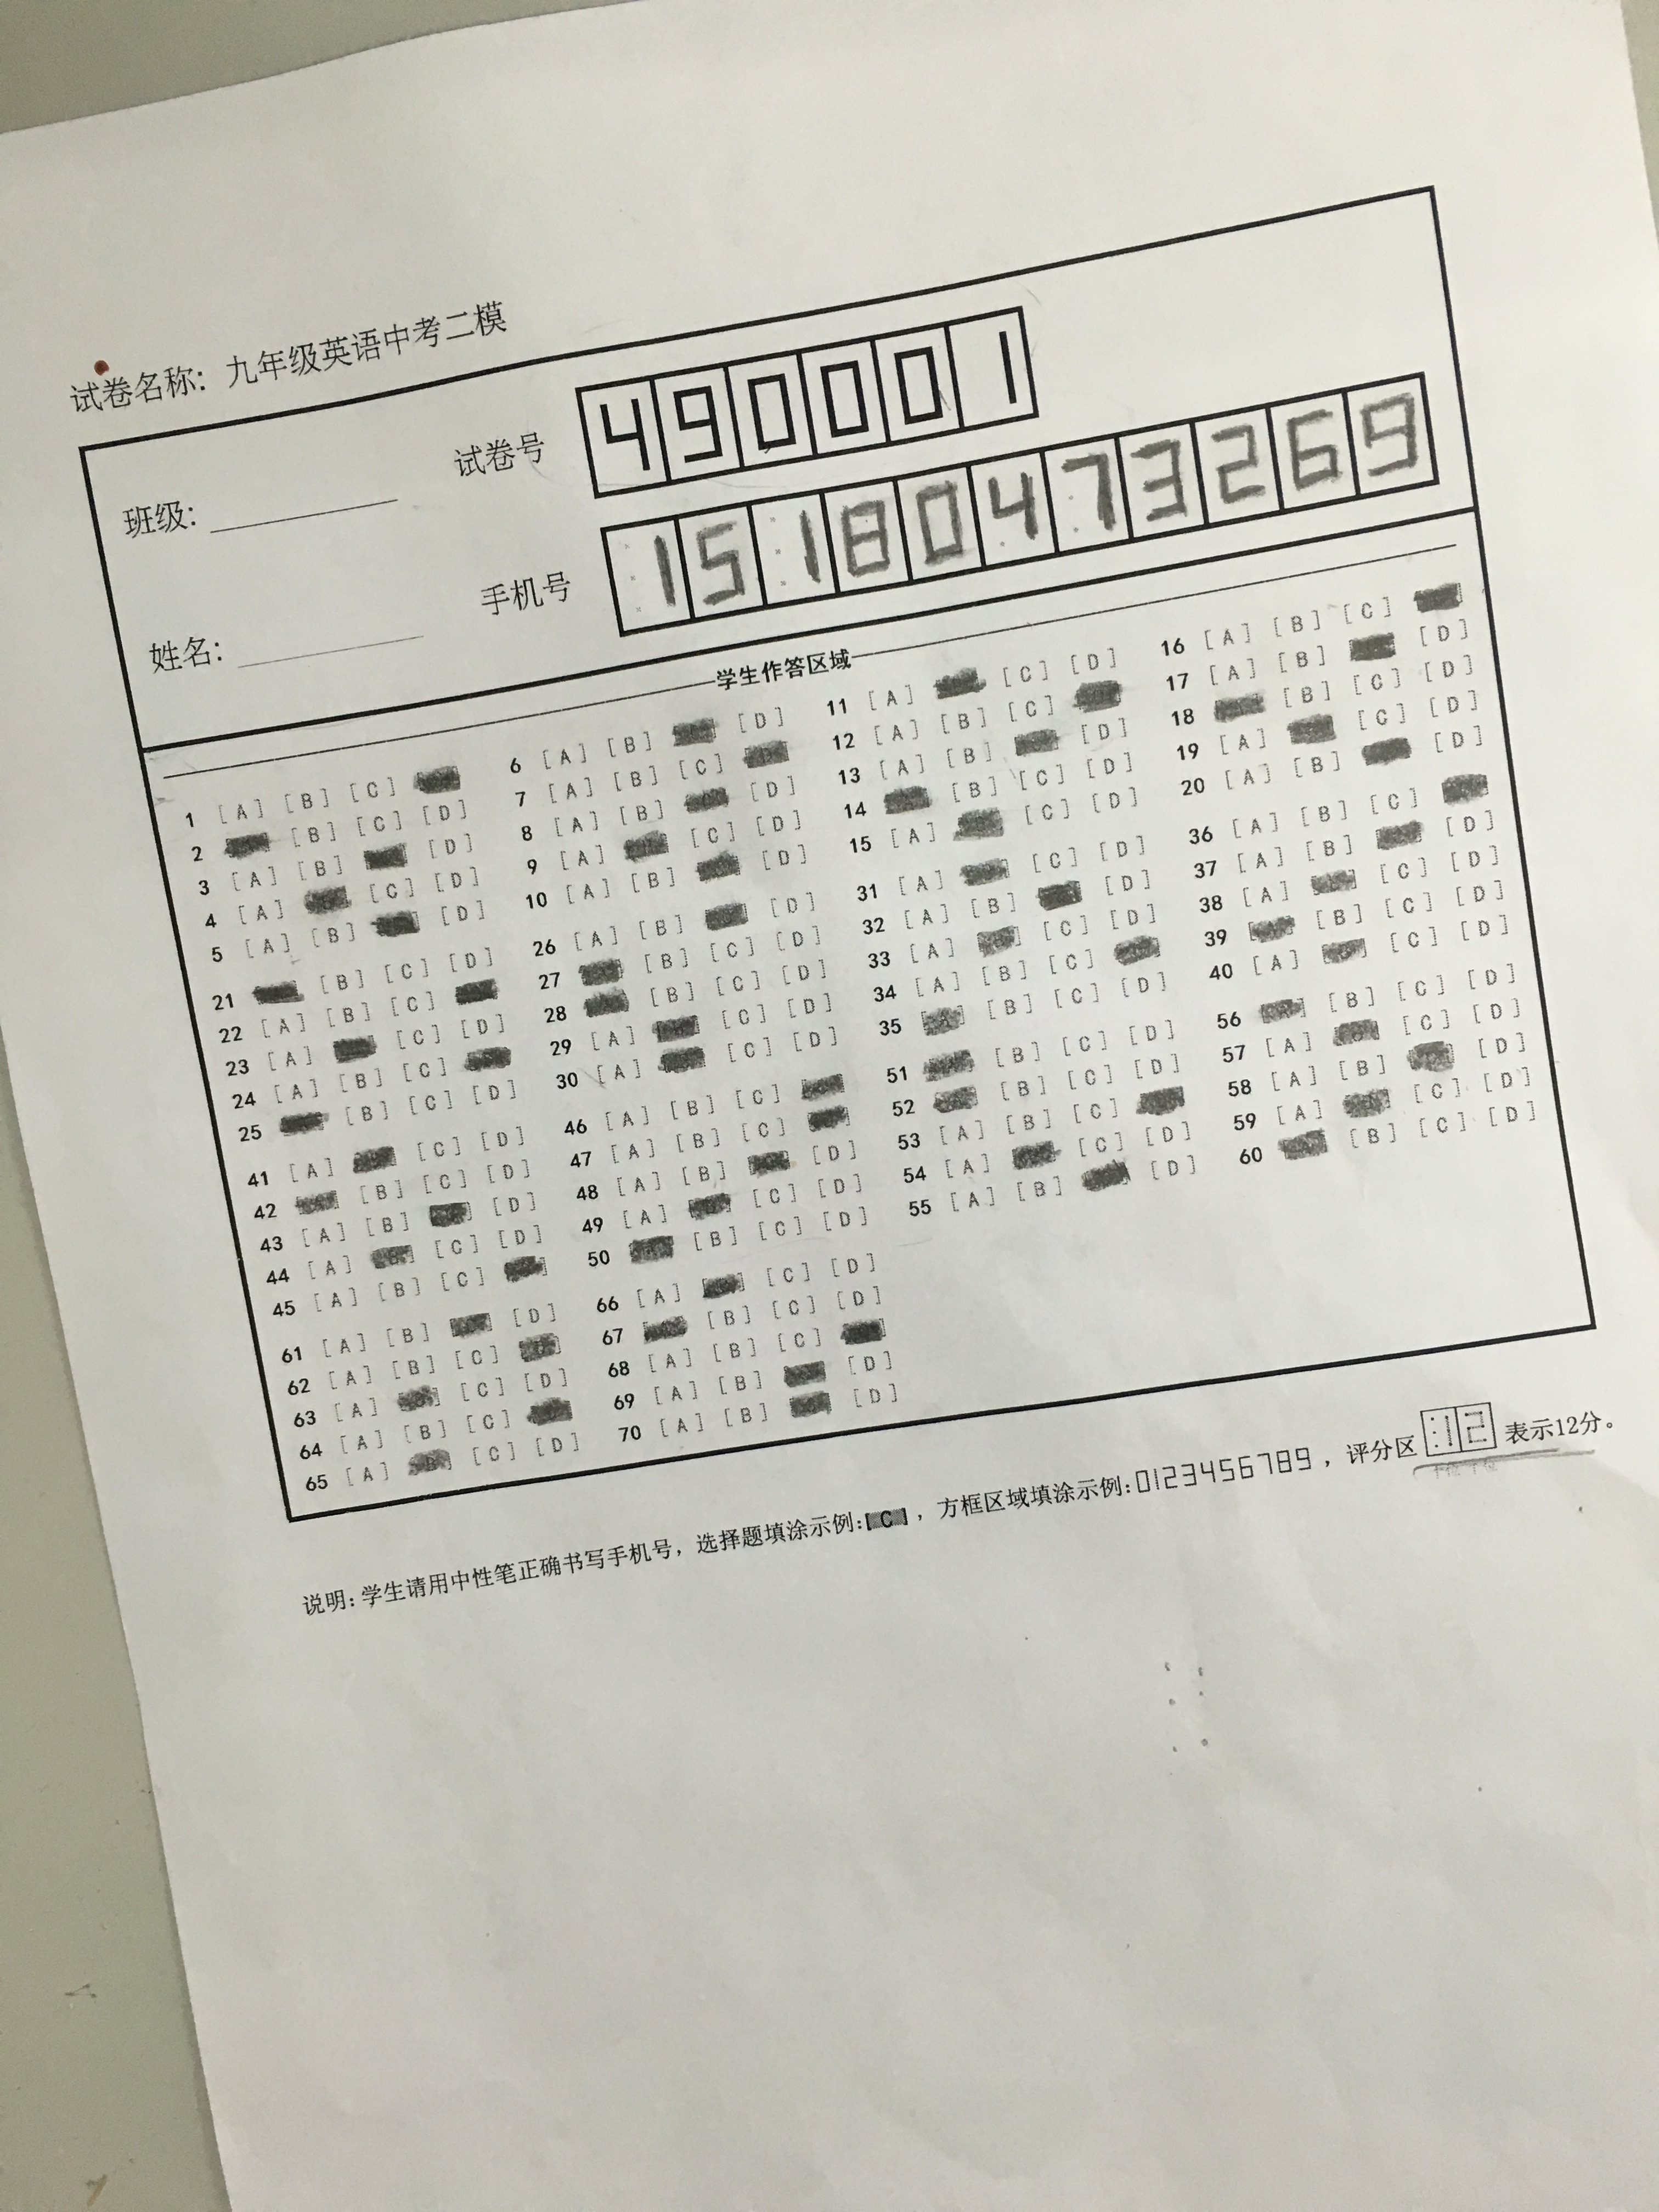 试卷名称: 九年级英语中考二模
试卷号 490001
班级:
手机号 15180473269
姓名:
学生作答区域
1 [A] [B] [C]
2 [B] [C] [D]
3 [A] [B] [D]
4 [A] [C] [D]
5 [A] [B] [D]
6 [A] [B] [D]
7 [A] [B] [C]
8 [A] [B] [D]
9 [A] [C] [D]
10 [A] [B] [D]
11 [A] [C] [D]
12 [A] [B] [C]
13 [A] [B] [D]
14 [B] [C] [D]
15 [A] [C] [D]
16 [A] [B] [C]
17 [A] [B] [D]
18 [B] [C] [D]
19 [A] [C] [D]
20 [A] [B] [D]
21 [B] [C] [D]
22 [A] [B] [C]
23 [A] [C] [D]
24 [A] [B] [C]
25 [B] [C] [D]
26 [A] [B] [D]
27 [B] [C] [D]
28 [B] [C] [D]
29 [A] [C] [D]
30 [A] [C] [D]
31 [A] [C] [D]
32 [A] [B] [D]
33 [A] [C] [D]
34 [A] [B] [C]
35 [B] [C] [D]
36 [A] [B] [C]
37 [A] [B] [D]
38 [A] [C] [D]
39 [B] [C] [D]
40 [A] [C] [D]
41 [A] [C] [D]
42 [B] [C] [D]
43 [A] [B] [D]
44 [A] [C] [D]
45 [A] [B] [C]
46 [A] [B] [C]
47 [A] [B] [C]
48 [A] [B] [D]
49 [A] [C] [D]
50 [B] [C] [D]
51 [B] [C] [D]
52 [B] [C] [D]
53 [A] [B] [C]
54 [A] [C] [D]
55 [A] [B] [D]
56 [B] [C] [D]
57 [A] [C] [D]
58 [A] [B] [D]
59 [A] [C] [D]
60 [B] [C] [D]
61 [A] [B] [D]
62 [A] [B] [C]
63 [A] [C] [D]
64 [A] [B] [C]
65 [A] [C] [D]
66 [A] [C] [D]
67 [B] [C] [D]
68 [A] [B] [C]
69 [A] [B] [D]
70 [A] [B] [D]
说明: 学生请用中性笔正确书写手机号, 选择题填涂示例:[C], 方框区域填涂示例:0123456789, 评分区12表示12分。